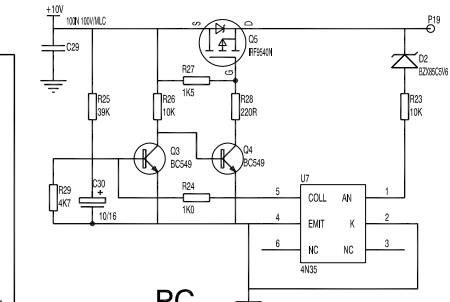 +10V
100N 100V/MLC
S
D
P19
C29
Q5
IRF9540N
D2
BZX85C5V6
R27
G
1K5
R25
39K
R26
10K
R28
220R
R23
10K
Q3
BC549
Q4
BC549
U7
R29
4K7
C30
+
10/16
R24
1K0
5
COLL
AN
1
4
EMIT
K
2
6
NC
NC
3
4N35
PC